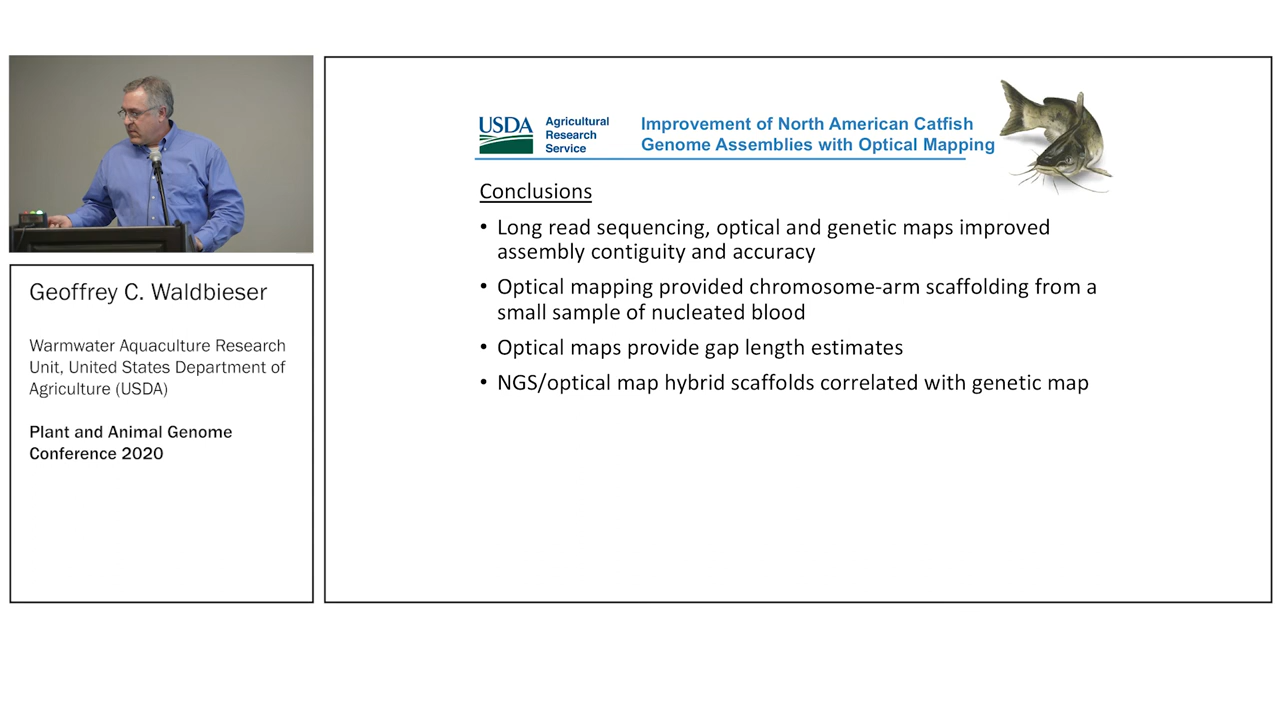 Geoffrey C. Waldbieser
Warmwater Aquaculture Research
Unit, United States Department of
Agriculture (USDA)
Plant and Animal Genome
Conference 2020
USDA
Agricultural
Research
Service
Improvement of North American Catfish
Genome Assemblies with Optical Mapping
Conclusions
• Long read sequencing, optical and genetic maps improved
assembly contiguity and accuracy
• Optical mapping provided chromosome-arm scaffolding from a
small sample of nucleated blood
• Optical maps provide gap length estimates
• NGS/optical map hybrid scaffolds correlated with genetic map